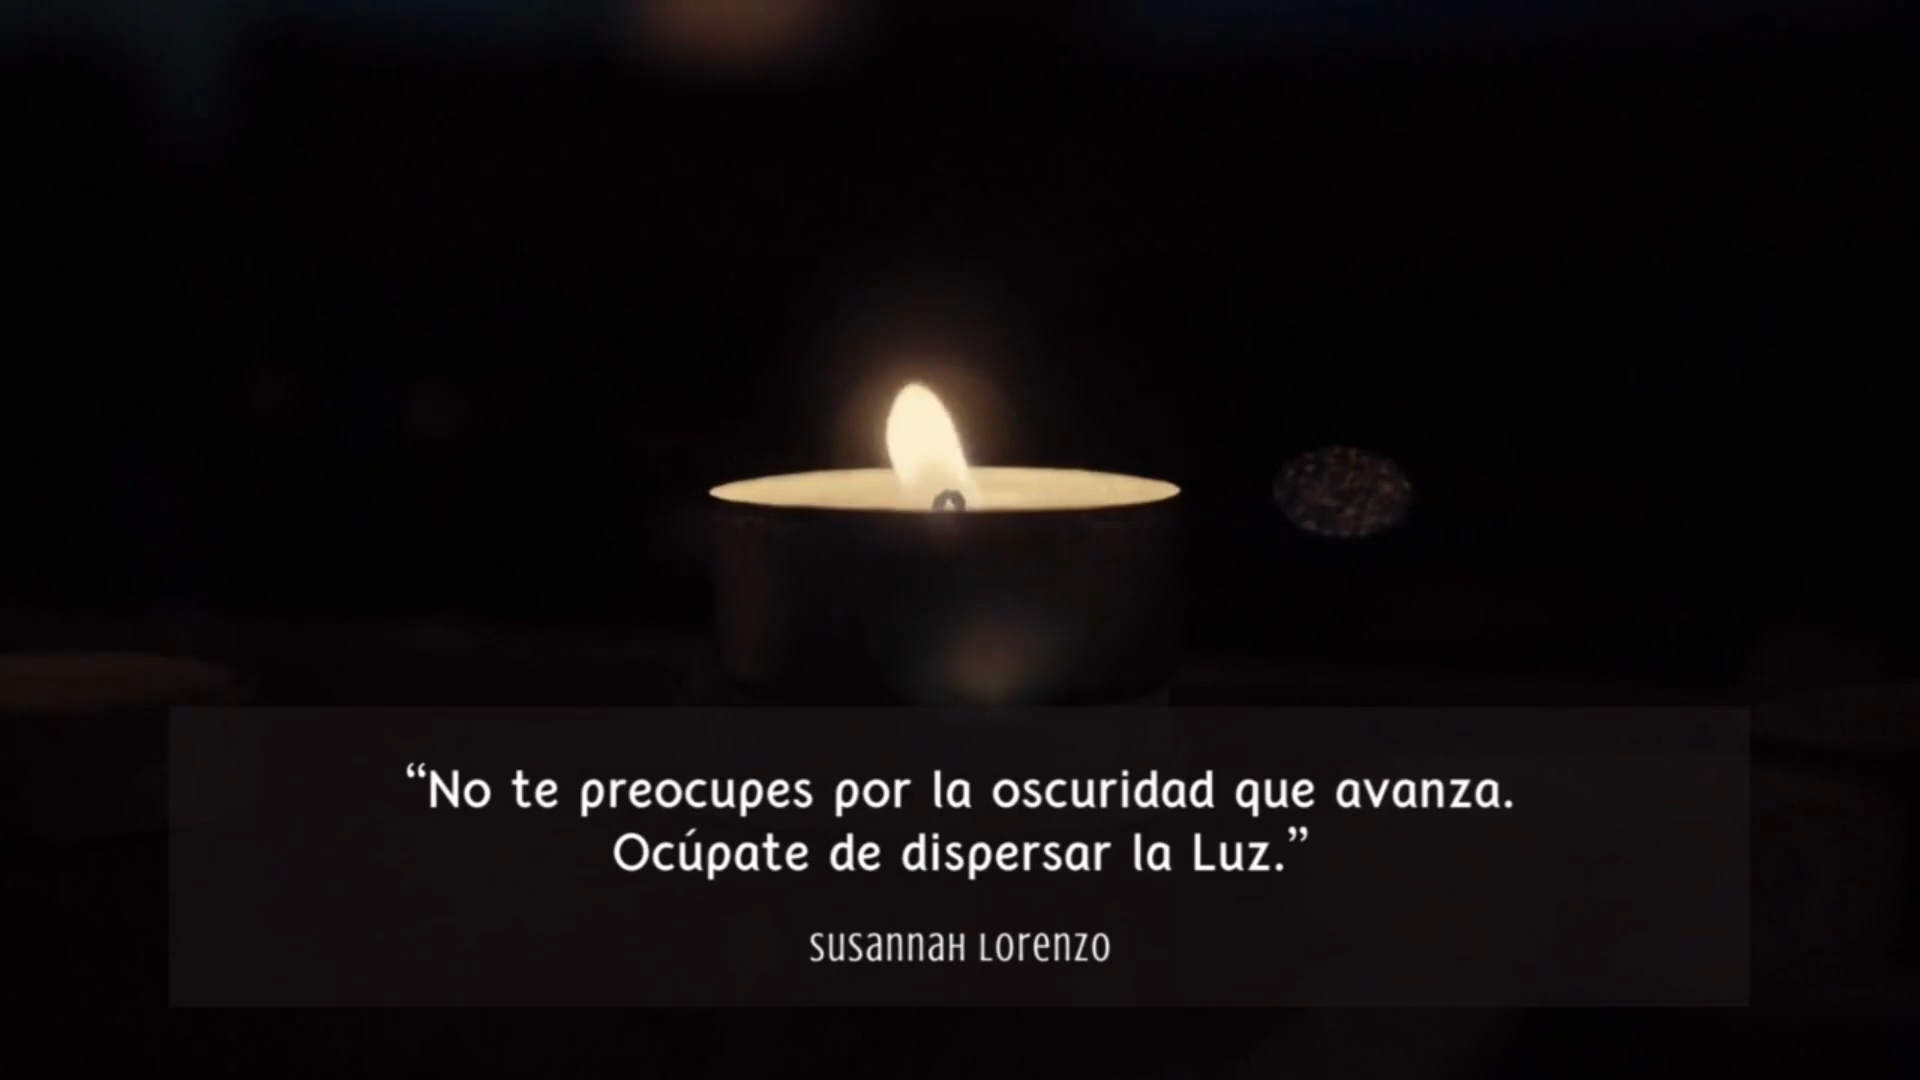 “No te preocupes por la oscuridad que avanza.
Ocúpate de dispersar la Luz.”
Susannah Lorenzo